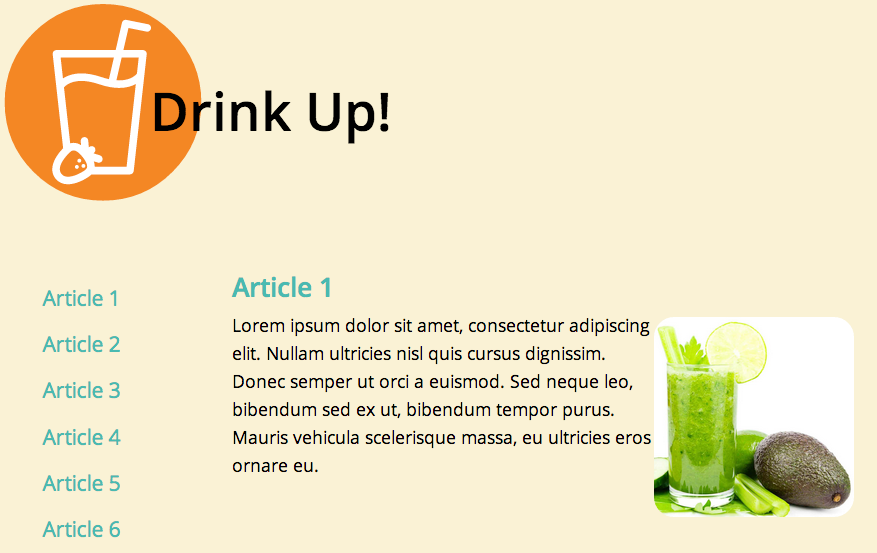 Drink Up!
Article 1
Article 2
Article 3
Article 4
Article 5
Article 6
Article 1
Lorem ipsum dolor sit amet, consectetur adipiscing
elit. Nullam ultricies nisl quis cursus dignissim.
Donec semper ut orci a euismod. Sed neque leo,
bibendum sed ex ut, bibendum tempor purus.
Mauris vehicula scelerisque massa, eu ultricies eros
ornare eu.